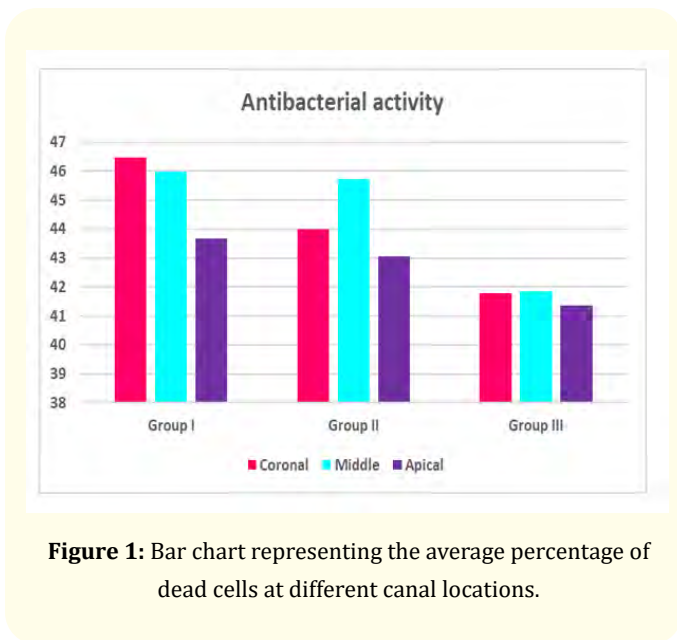 Antibacterial activity
47
46
45
44
43
42
41
40
39
38
Group I Group II Group III
Coronal Middle Apical
Figure 1: Bar chart representing the average percentage of
dead cells at different canal locations.